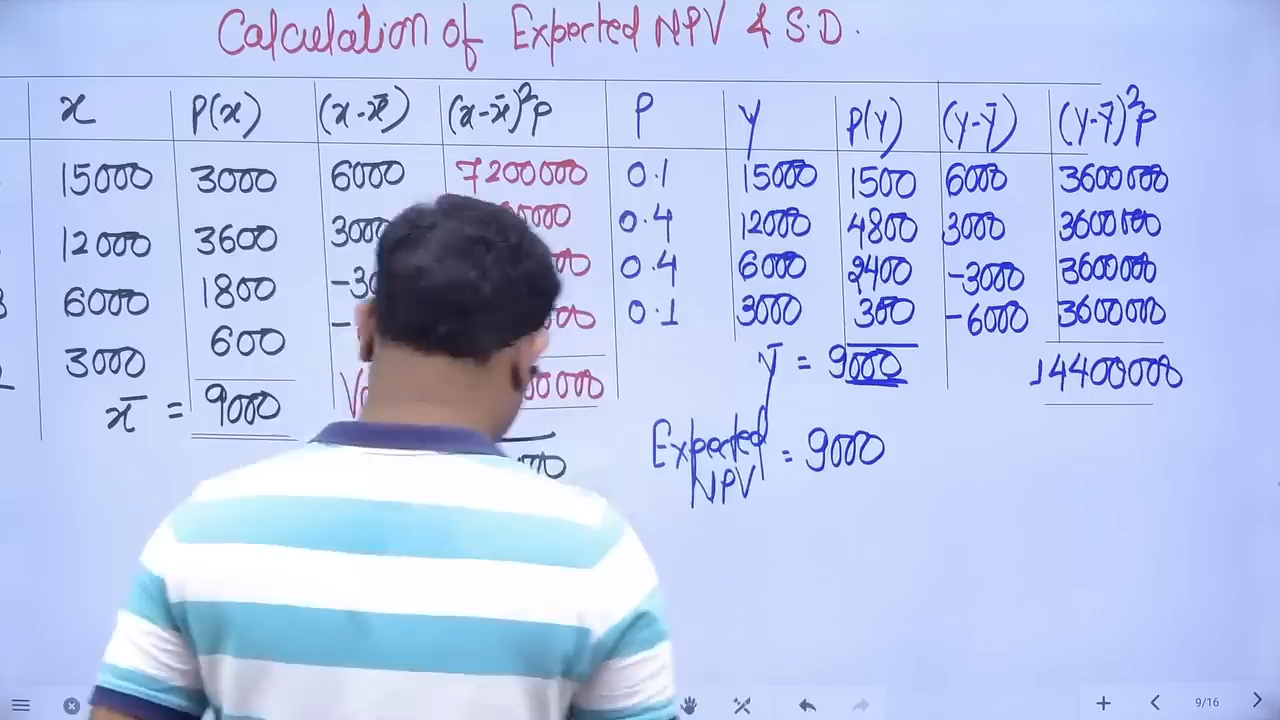 Calculation of Expected NPV & S.D.
x P(x) (x-x̄) (x-x̄)²P P Y P(Y) (Y-Ȳ) (Y-Ȳ)²P
15000 3000 6000 7200000 0.1 15000 1500 6000 3600000
12000 3600 0.4 12000 4800 3000 3600000
6000 1800 0.4 6000 2400 -3000 3600000
3000 600 0.1 3000 300 -6000 3600000
x̄ = 9000 Ȳ = 9000 14400000
Expected NPV = 9000
9/16